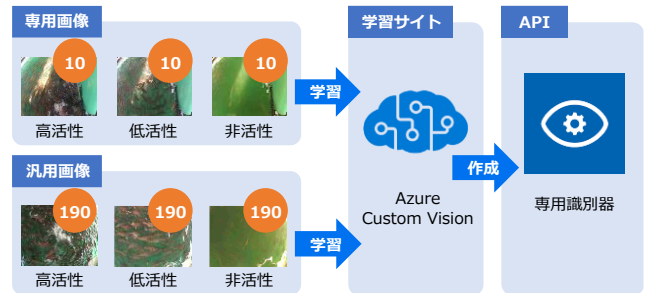 専用画像
10
10
10
高活性
低活性
非活性
学習
汎用画像
190
190
190
高活性
低活性
非活性
学習
学習サイト
Azure
Custom Vision
作成
API
専用識別器